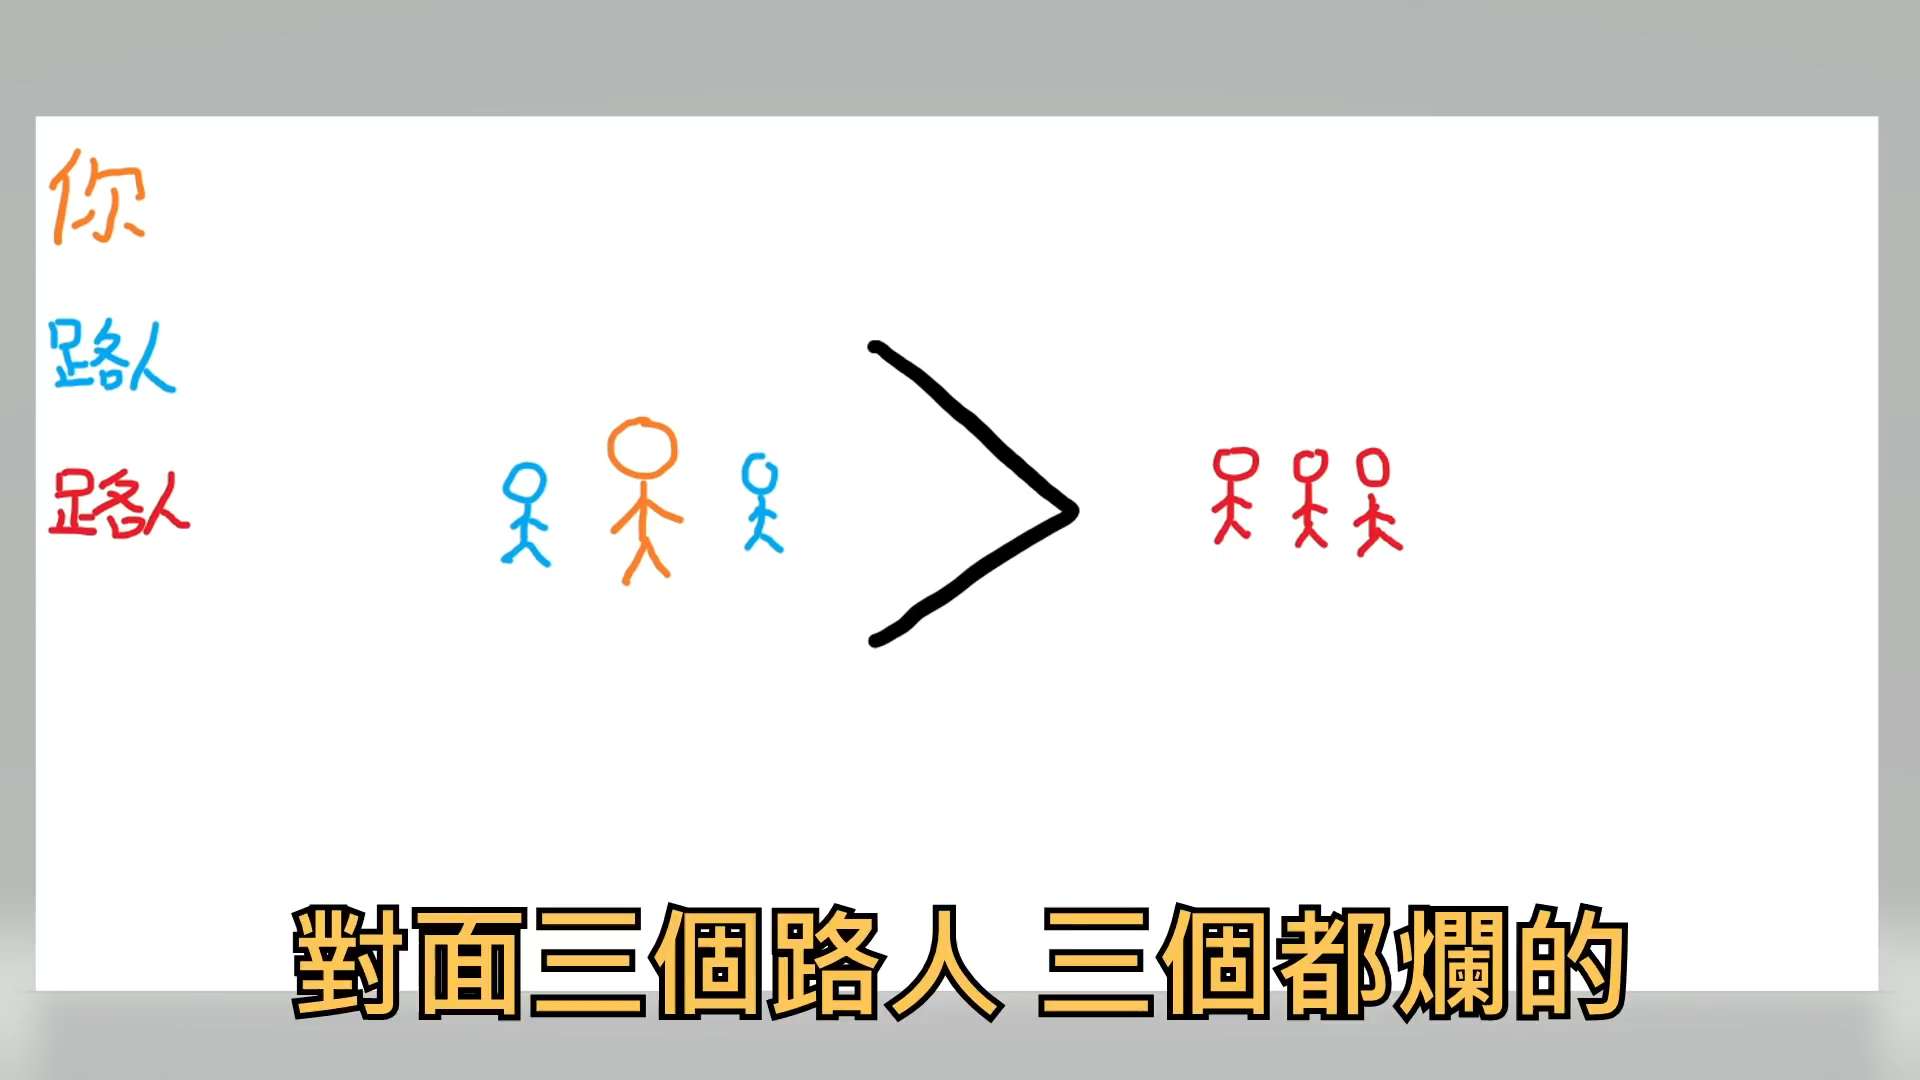 你
路人
路人
對面三個路人 三個都爛的